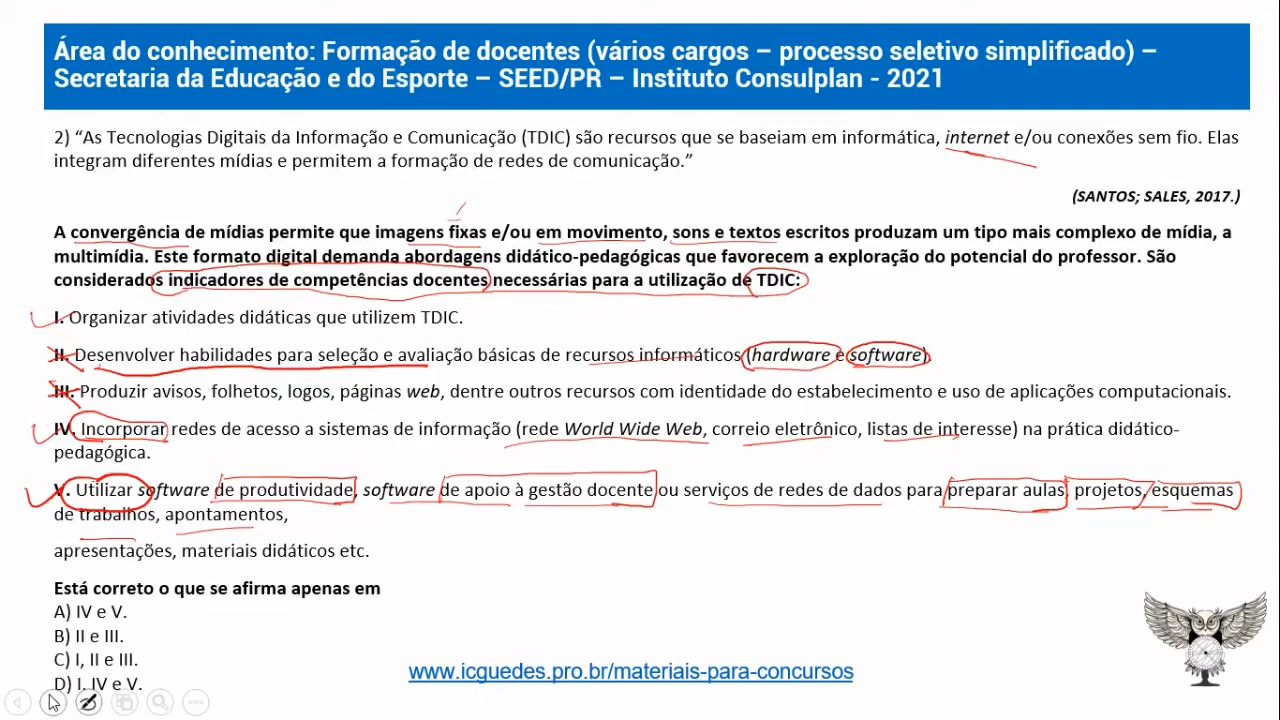 Área do conhecimento: Formação de docentes (vários cargos – processo seletivo simplificado) –
Secretaria da Educação e do Esporte – SEED/PR – Instituto Consulplan - 2021
2) “As Tecnologias Digitais da Informação e Comunicação (TDIC) são recursos que se baseiam em informática, internet e/ou conexões sem fio. Elas
integram diferentes mídias e permitem a formação de redes de comunicação.”
(SANTOS; SALES, 2017.)
A convergência de mídias permite que imagens fixas e/ou em movimento, sons e textos escritos produzam um tipo mais complexo de mídia, a
multimídia. Este formato digital demanda abordagens didático-pedagógicas que favorecem a exploração do potencial do professor. São
considerados indicadores de competências docentes necessárias para a utilização de TDIC:
I. Organizar atividades didáticas que utilizem TDIC.
II. Desenvolver habilidades para seleção e avaliação básicas de recursos informáticos (hardware e software).
III. Produzir avisos, folhetos, logos, páginas web, dentre outros recursos com identidade do estabelecimento e uso de aplicações computacionais.
IV. Incorporar redes de acesso a sistemas de informação (rede World Wide Web, correio eletrônico, listas de interesse) na prática didático-
pedagógica.
V. Utilizar software de produtividade, software de apoio à gestão docente ou serviços de redes de dados para preparar aulas, projetos, esquemas
de trabalhos, apontamentos,
apresentações, materiais didáticos etc.
Está correto o que se afirma apenas em
A) IV e V.
B) II e III.
C) I, II e III.
D) I, IV e V.
www.icguedes.pro.br/materiais-para-concursos